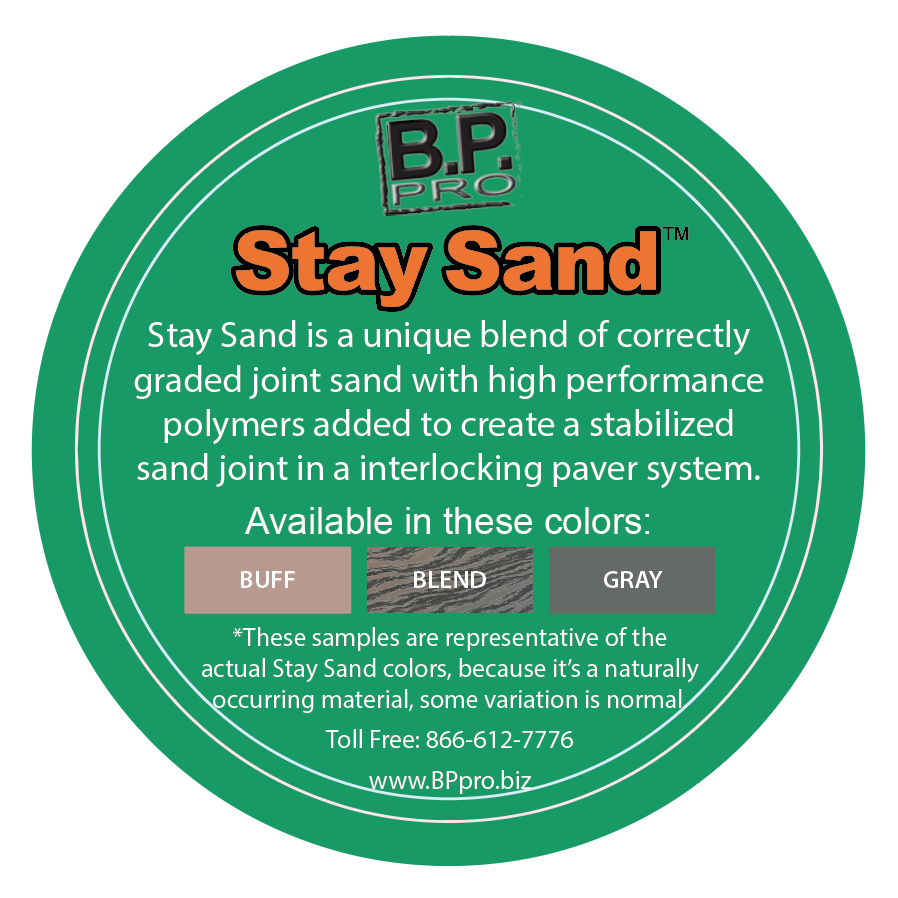 B.P.
PRO
Stay Sand™
Stay Sand is a unique blend of correctly
graded joint sand with high performance
polymers added to create a stabilized
sand joint in a interlocking paver system.
Available in these colors:
BUFF BLEND GRAY
*These samples are representative of the
actual Stay Sand colors, because it's a naturally
occurring material, some variation is normal.
Toll Free: 866-612-7776
www.BPpro.biz